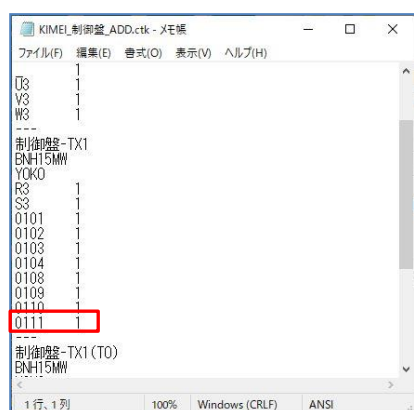 KIMEI_制御盤_ADD.ctk - メモ帳
ファイル(F) 編集(E) 書式(O) 表示(V) ヘルプ(H)
1
U3 1
V3 1
W3 1
---
制御盤-TX1
BNH15MW
YOKO
R3 1
S3 1
0101 1
0102 1
0103 1
0104 1
0108 1
0109 1
0110 1
0111 1
---
制御盤-TX1(TO)
BNH15MW
1行、1列 100% Windows (CRLF) ANSI